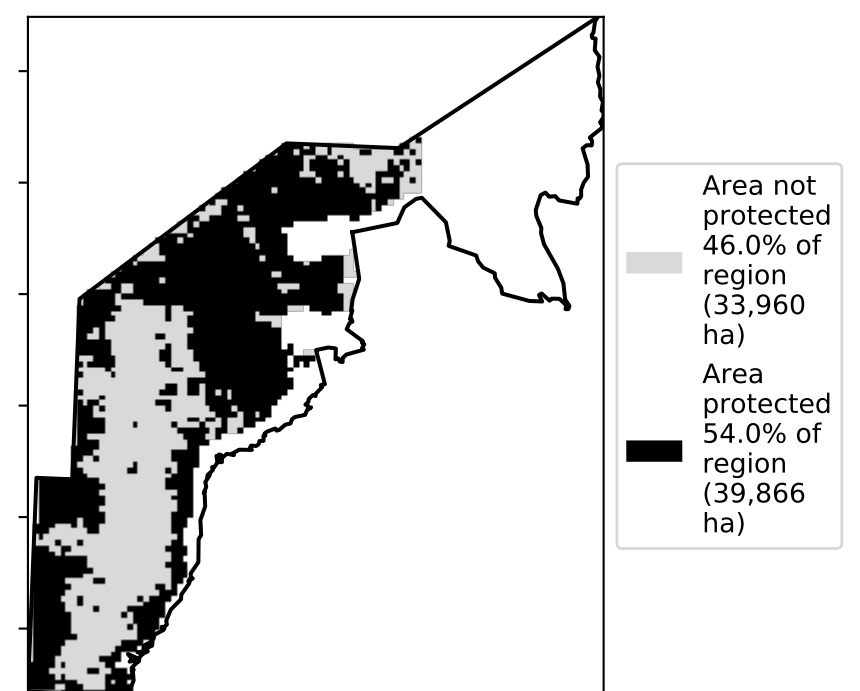 Area not
protected
46.0% of
region
(33,960
ha)
Area
protected
54.0% of
region
(39,866
ha)